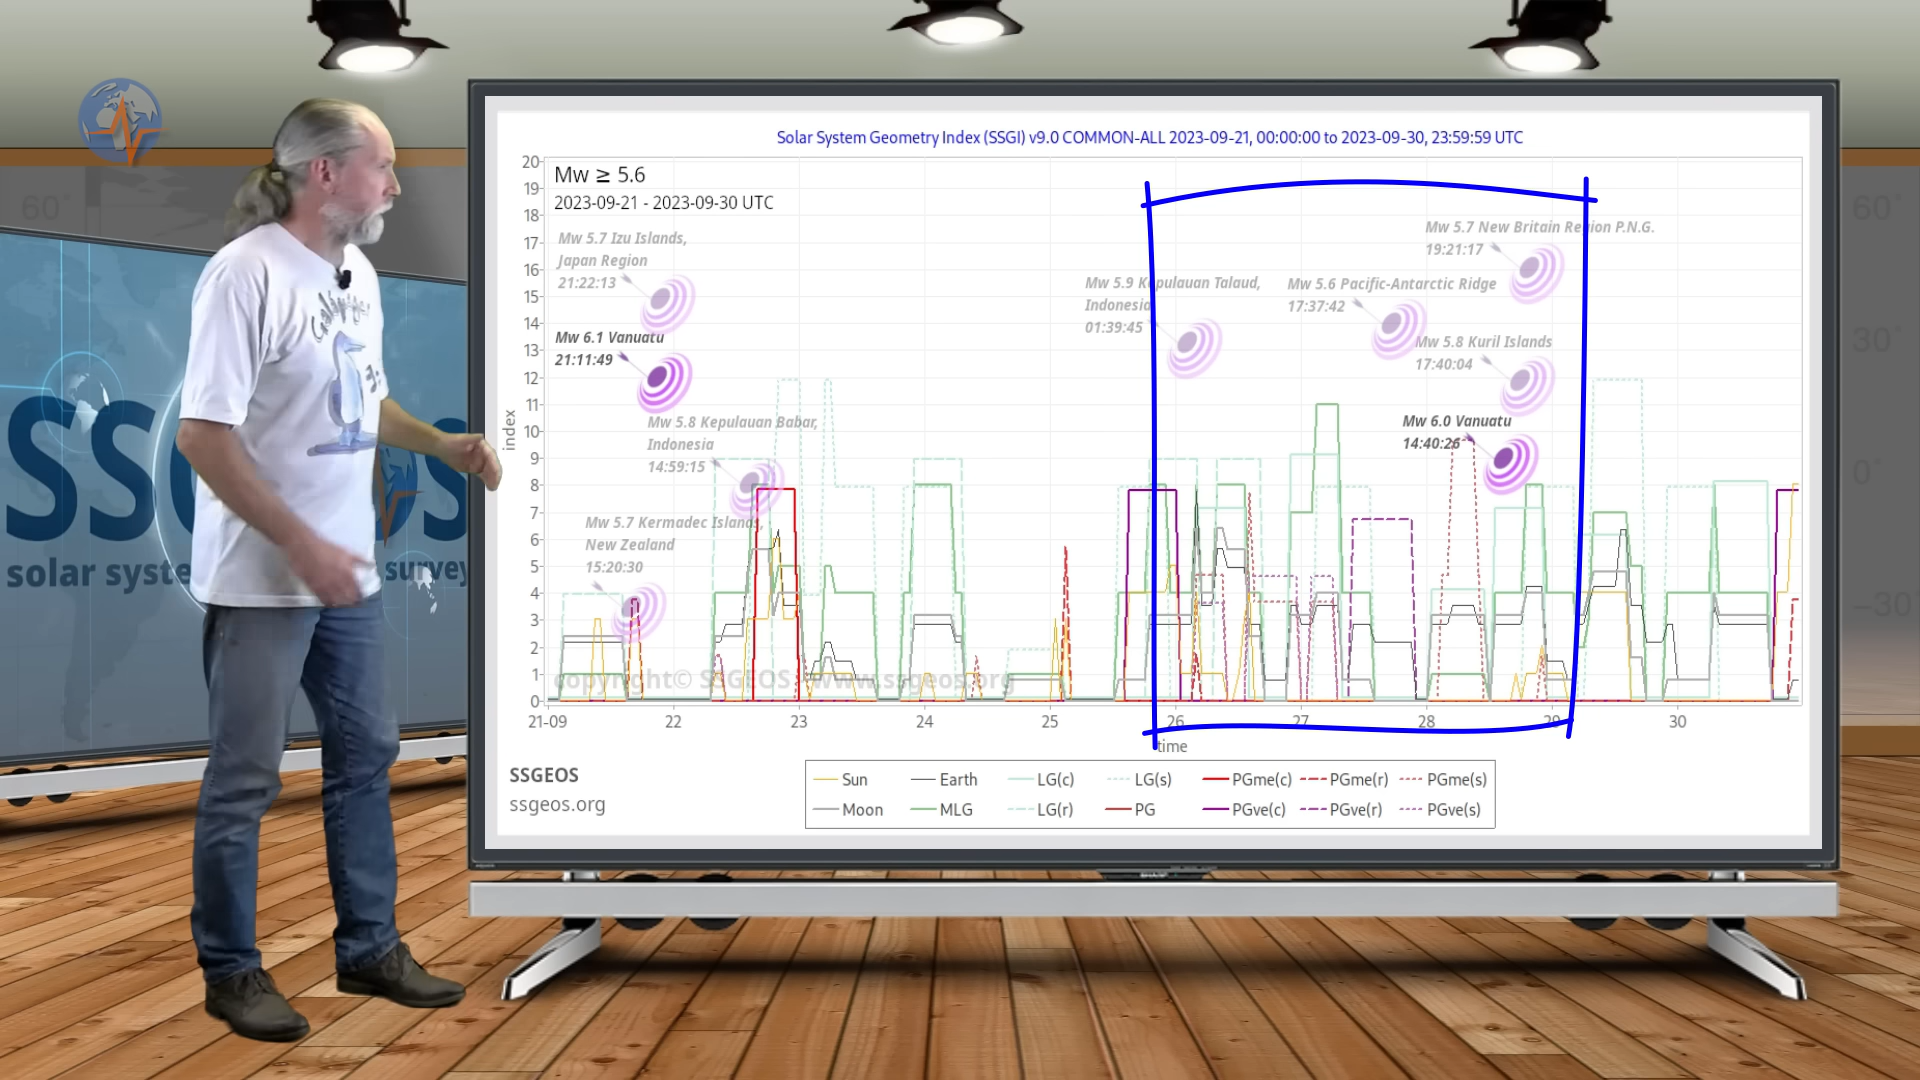 Solar System Geometry Index (SSGI) v9.0 COMMON-ALL 2023-09-21, 00:00:00 to 2023-09-30, 23:59:59 UTC
Mw ≥ 5.6
2023-09-21 - 2023-09-30 UTC
Mw 5.7 Izu Islands,
Japan Region
21:22:13
Mw 6.1 Vanuatu
21:11:49
Mw 5.8 Kepulauan Babar,
Indonesia
14:59:15
Mw 5.7 Kermadec Islands
New Zealand
15:20:30
Mw 5.9 Kepulauan Talaud,
Indonesia
01:39:45
Mw 5.6 Pacific-Antarctic Ridge
17:37:42
Mw 5.7 New Britain Region P.N.G.
19:21:17
Mw 5.8 Kuril Islands
17:40:04
Mw 6.0 Vanuatu
14:40:26
20
19
18
17
16
15
14
13
12
11
10
9
8
7
6
5
4
3
2
1
0
index
21-09 22 23 24 25 26 27 28 29 30
time
copyright© SSGEOS - www.ssgeos.org
SSGEOS
ssgeos.org
Sun Earth LG(c) LG(s) PGme(c) PGme(r) PGme(s)
Moon MLG LG(r) PG PGve(c) PGve(r) PGve(s)
60°
60°
30°
0°
-30°
solar syste
survey